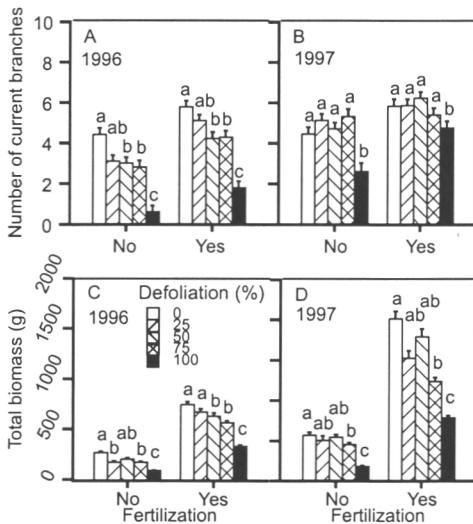 Number of current branches
10
8
6
4
2
0
A
1996
a
ab
b b
c
a
ab
b b
c
No
Yes
B
1997
a
a
a
a
b
a a
a
a
b
No
Yes
Total biomass (g)
2000
1500
1000
500
0
C
1996
Defoliation (%)
0
25
50
75
100
a
b
ab
b
c
a
a
b
b
c
No
Yes
Fertilization
D
1997
a
ab
ab
b
c
a
ab
ab
b
c
No
Yes
Fertilization